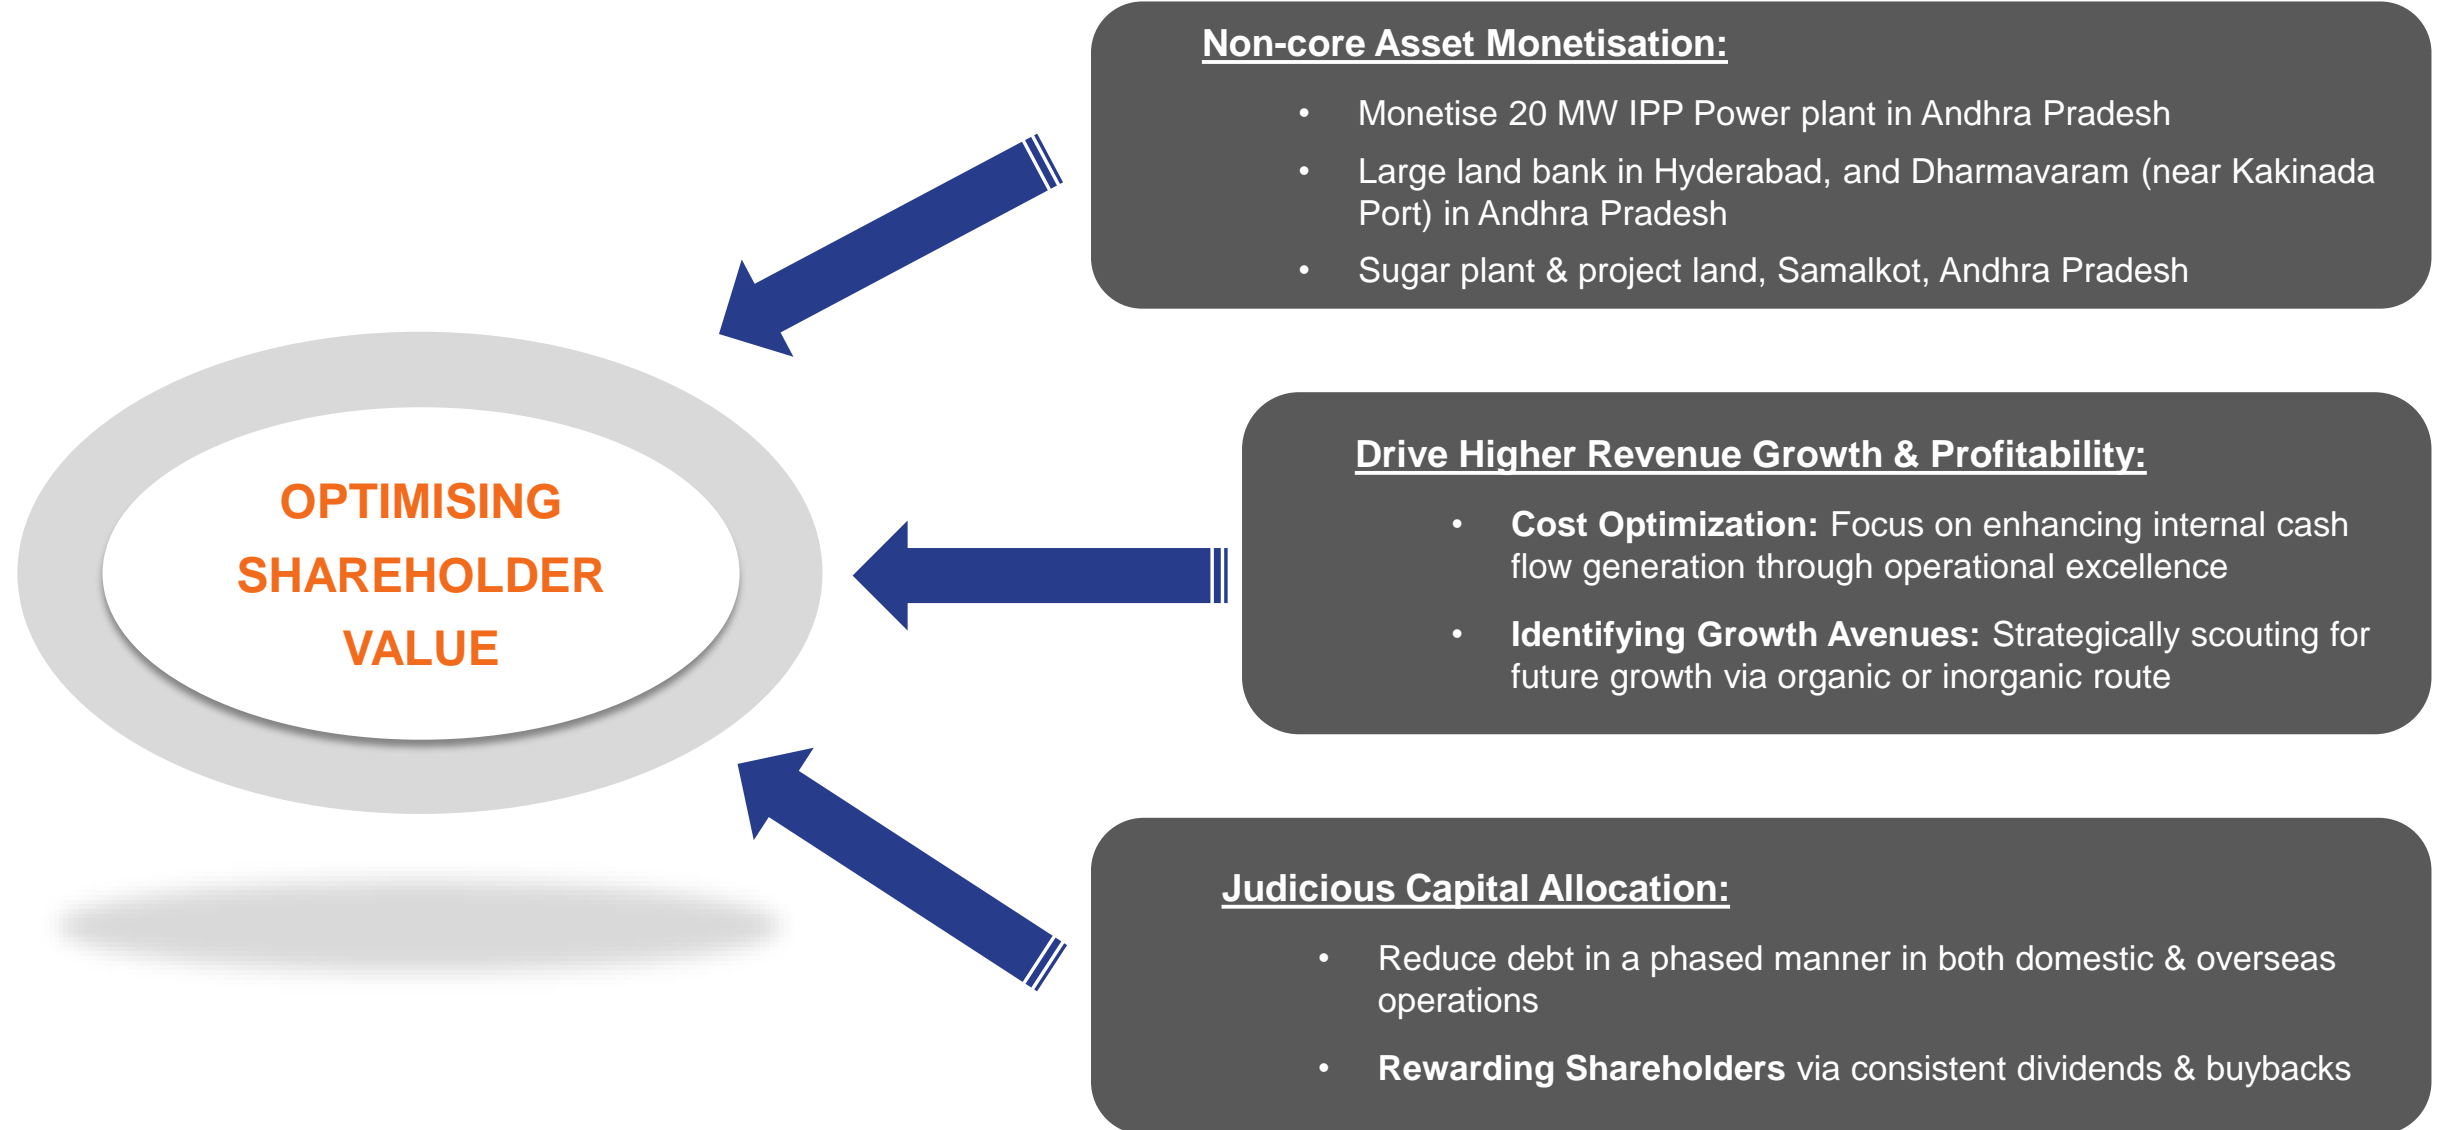 Non-core Asset Monetisation:
• Monetise 20 MW IPP Power plant in Andhra Pradesh
• Large land bank in Hyderabad, and Dharmavaram (near Kakinada
Port) in Andhra Pradesh
• Sugar plant & project land, Samalkot, Andhra Pradesh
OPTIMISING
SHAREHOLDER
VALUE
Drive Higher Revenue Growth & Profitability:
• Cost Optimization: Focus on enhancing internal cash
flow generation through operational excellence
• Identifying Growth Avenues: Strategically scouting for
future growth via organic or inorganic route
Judicious Capital Allocation:
• Reduce debt in a phased manner in both domestic & overseas
operations
• Rewarding Shareholders via consistent dividends & buybacks